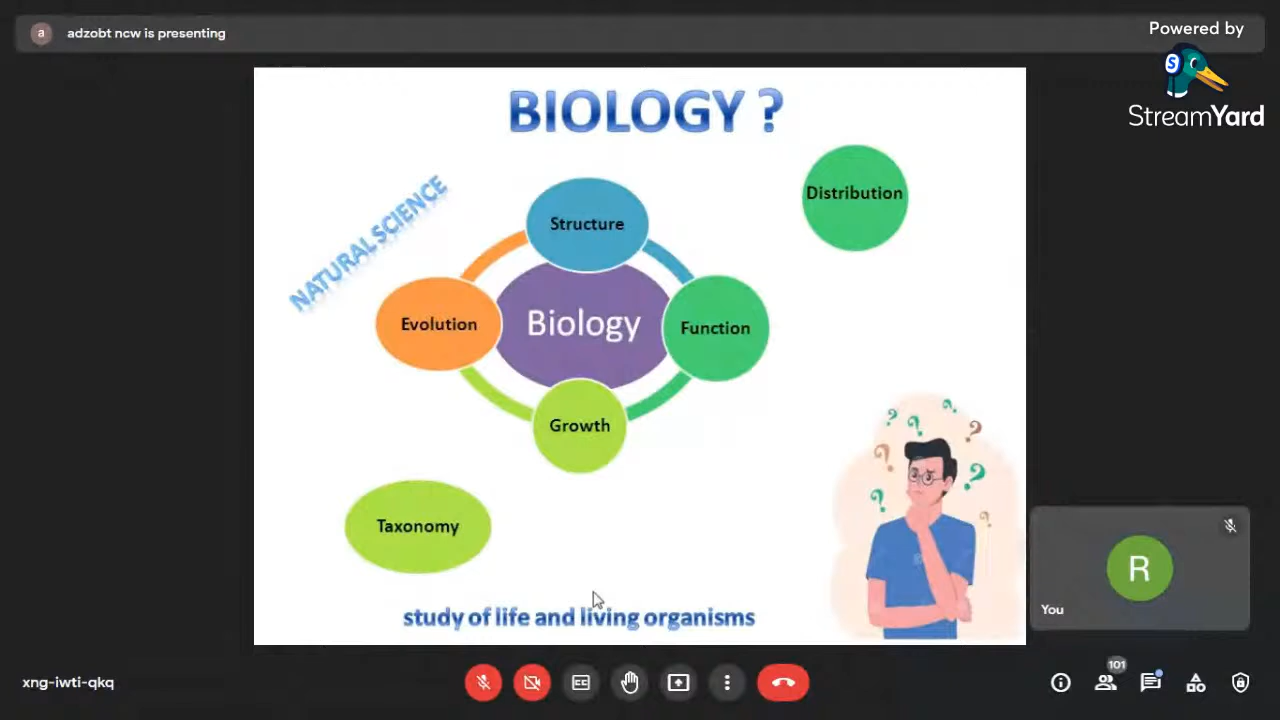 a
adzobt ncw is presenting
Powered by
S
StreamYard
BIOLOGY ?
NATURAL SCIENCE
Distribution
Structure
Evolution
Biology
Function
Growth
Taxonomy
study of life and living organisms
R
You
xng-iwti-qkq
CC
101